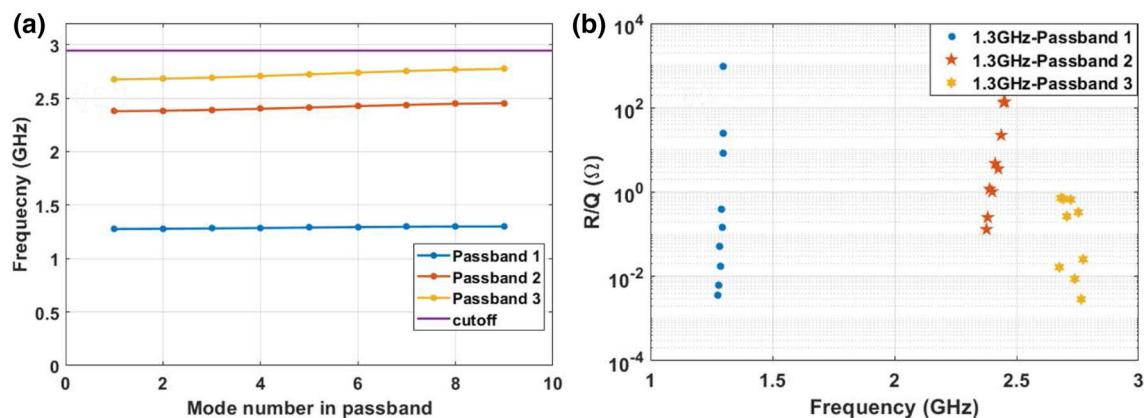 (a)
3
2.5
2
1.5
1
0.5
0
0
2
4
6
8
10
Frequecny (GHz)
Mode number in passband
Passband 1
Passband 2
Passband 3
cutoff
(b)
10^4
10^2
10^0
10^-2
10^-4
1
1.5
2
2.5
3
R/Q (Ω)
Frequency (GHz)
1.3GHz-Passband 1
1.3GHz-Passband 2
1.3GHz-Passband 3